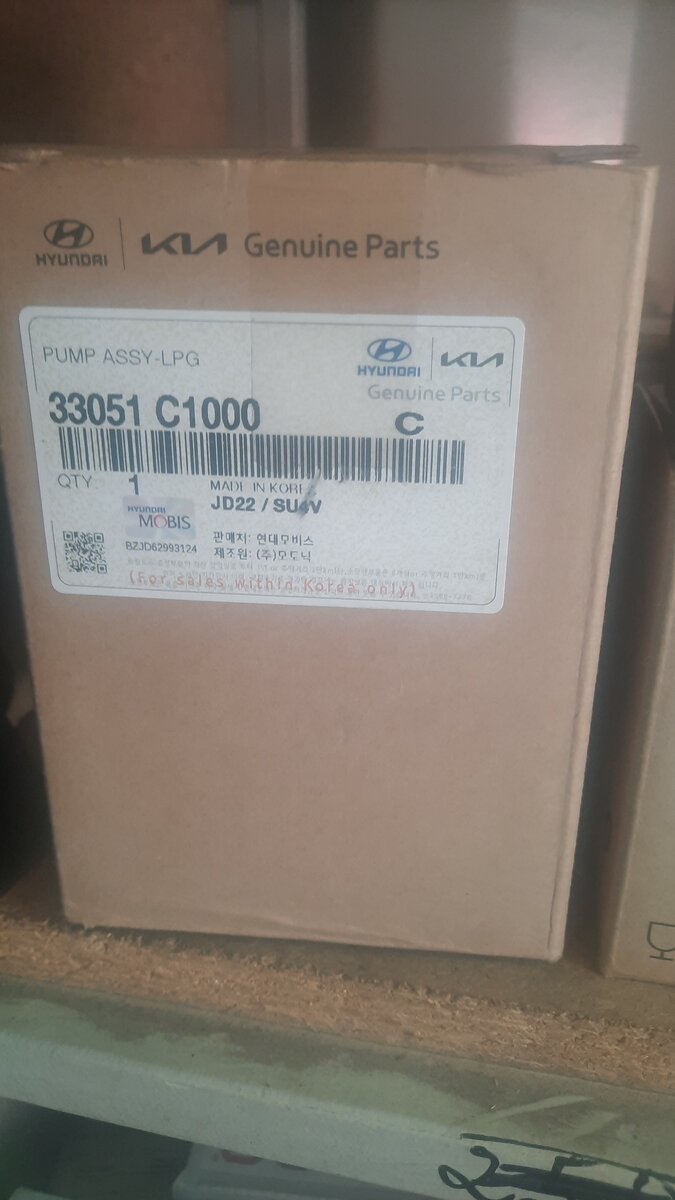 HYUNDAI KIA Genuine Parts
PUMP ASSY-LPG
HYUNDAI KIA
Genuine Parts
33051 C1000 C
QTY 1 MADE IN KOREA
JD22 / SU4V
HYUNDAI
MOBIS
판매처: 현대모비스
BZJD62993124
제조원: (주)모토닉
(For sales within Korea only)